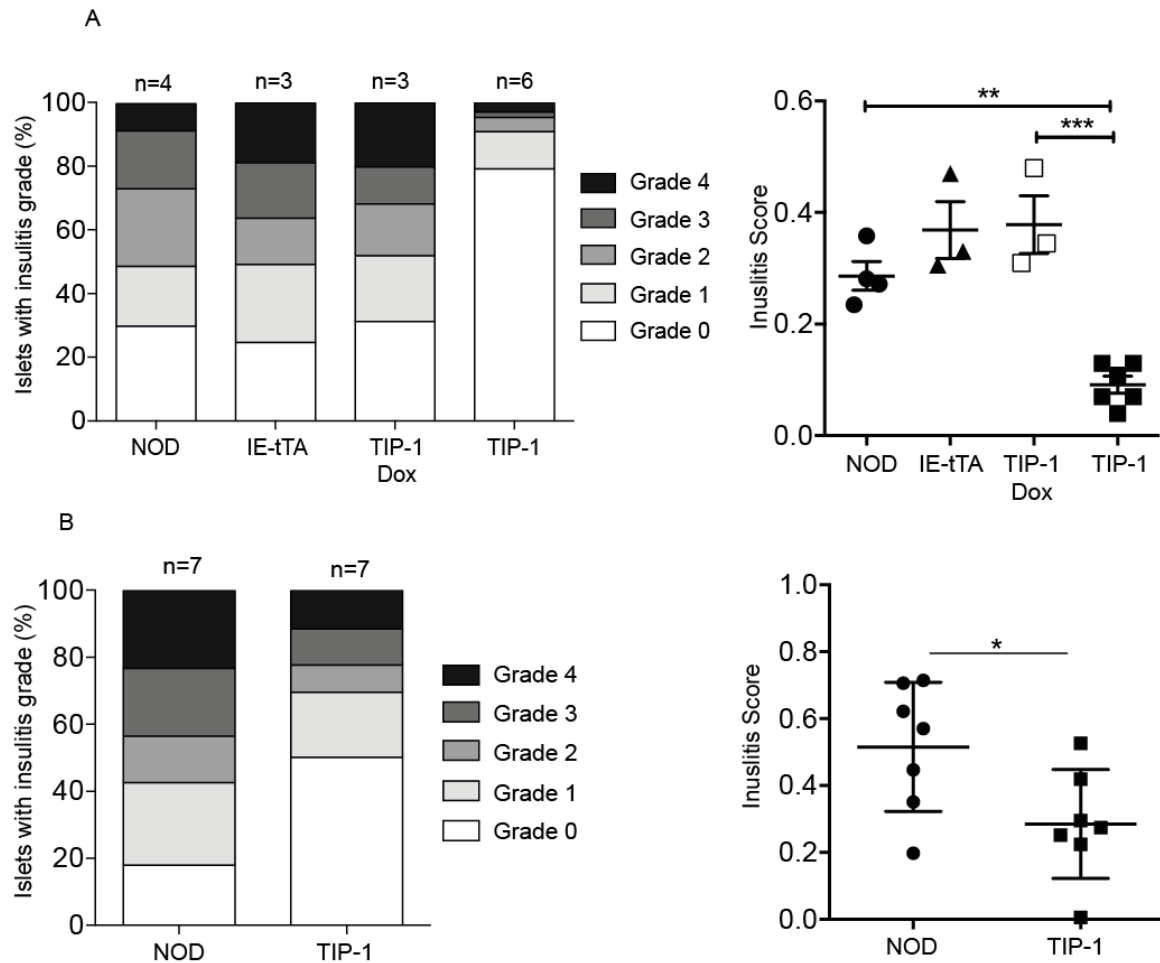 A
n=4
n=3
n=3
n=6
Islets with insulitis grade (%)
100
80
60
40
20
0
NOD
IE-tTA
TIP-1
Dox
TIP-1
Grade 4
Grade 3
Grade 2
Grade 1
Grade 0
Inuslitis Score
0.6
0.4
0.2
0.0
**
***
NOD
IE-tTA
TIP-1
Dox
TIP-1
B
n=7
n=7
Islets with insulitis grade (%)
100
80
60
40
20
0
NOD
TIP-1
Grade 4
Grade 3
Grade 2
Grade 1
Grade 0
Inuslitis Score
1.0
0.8
0.6
0.4
0.2
0.0
*
NOD
TIP-1